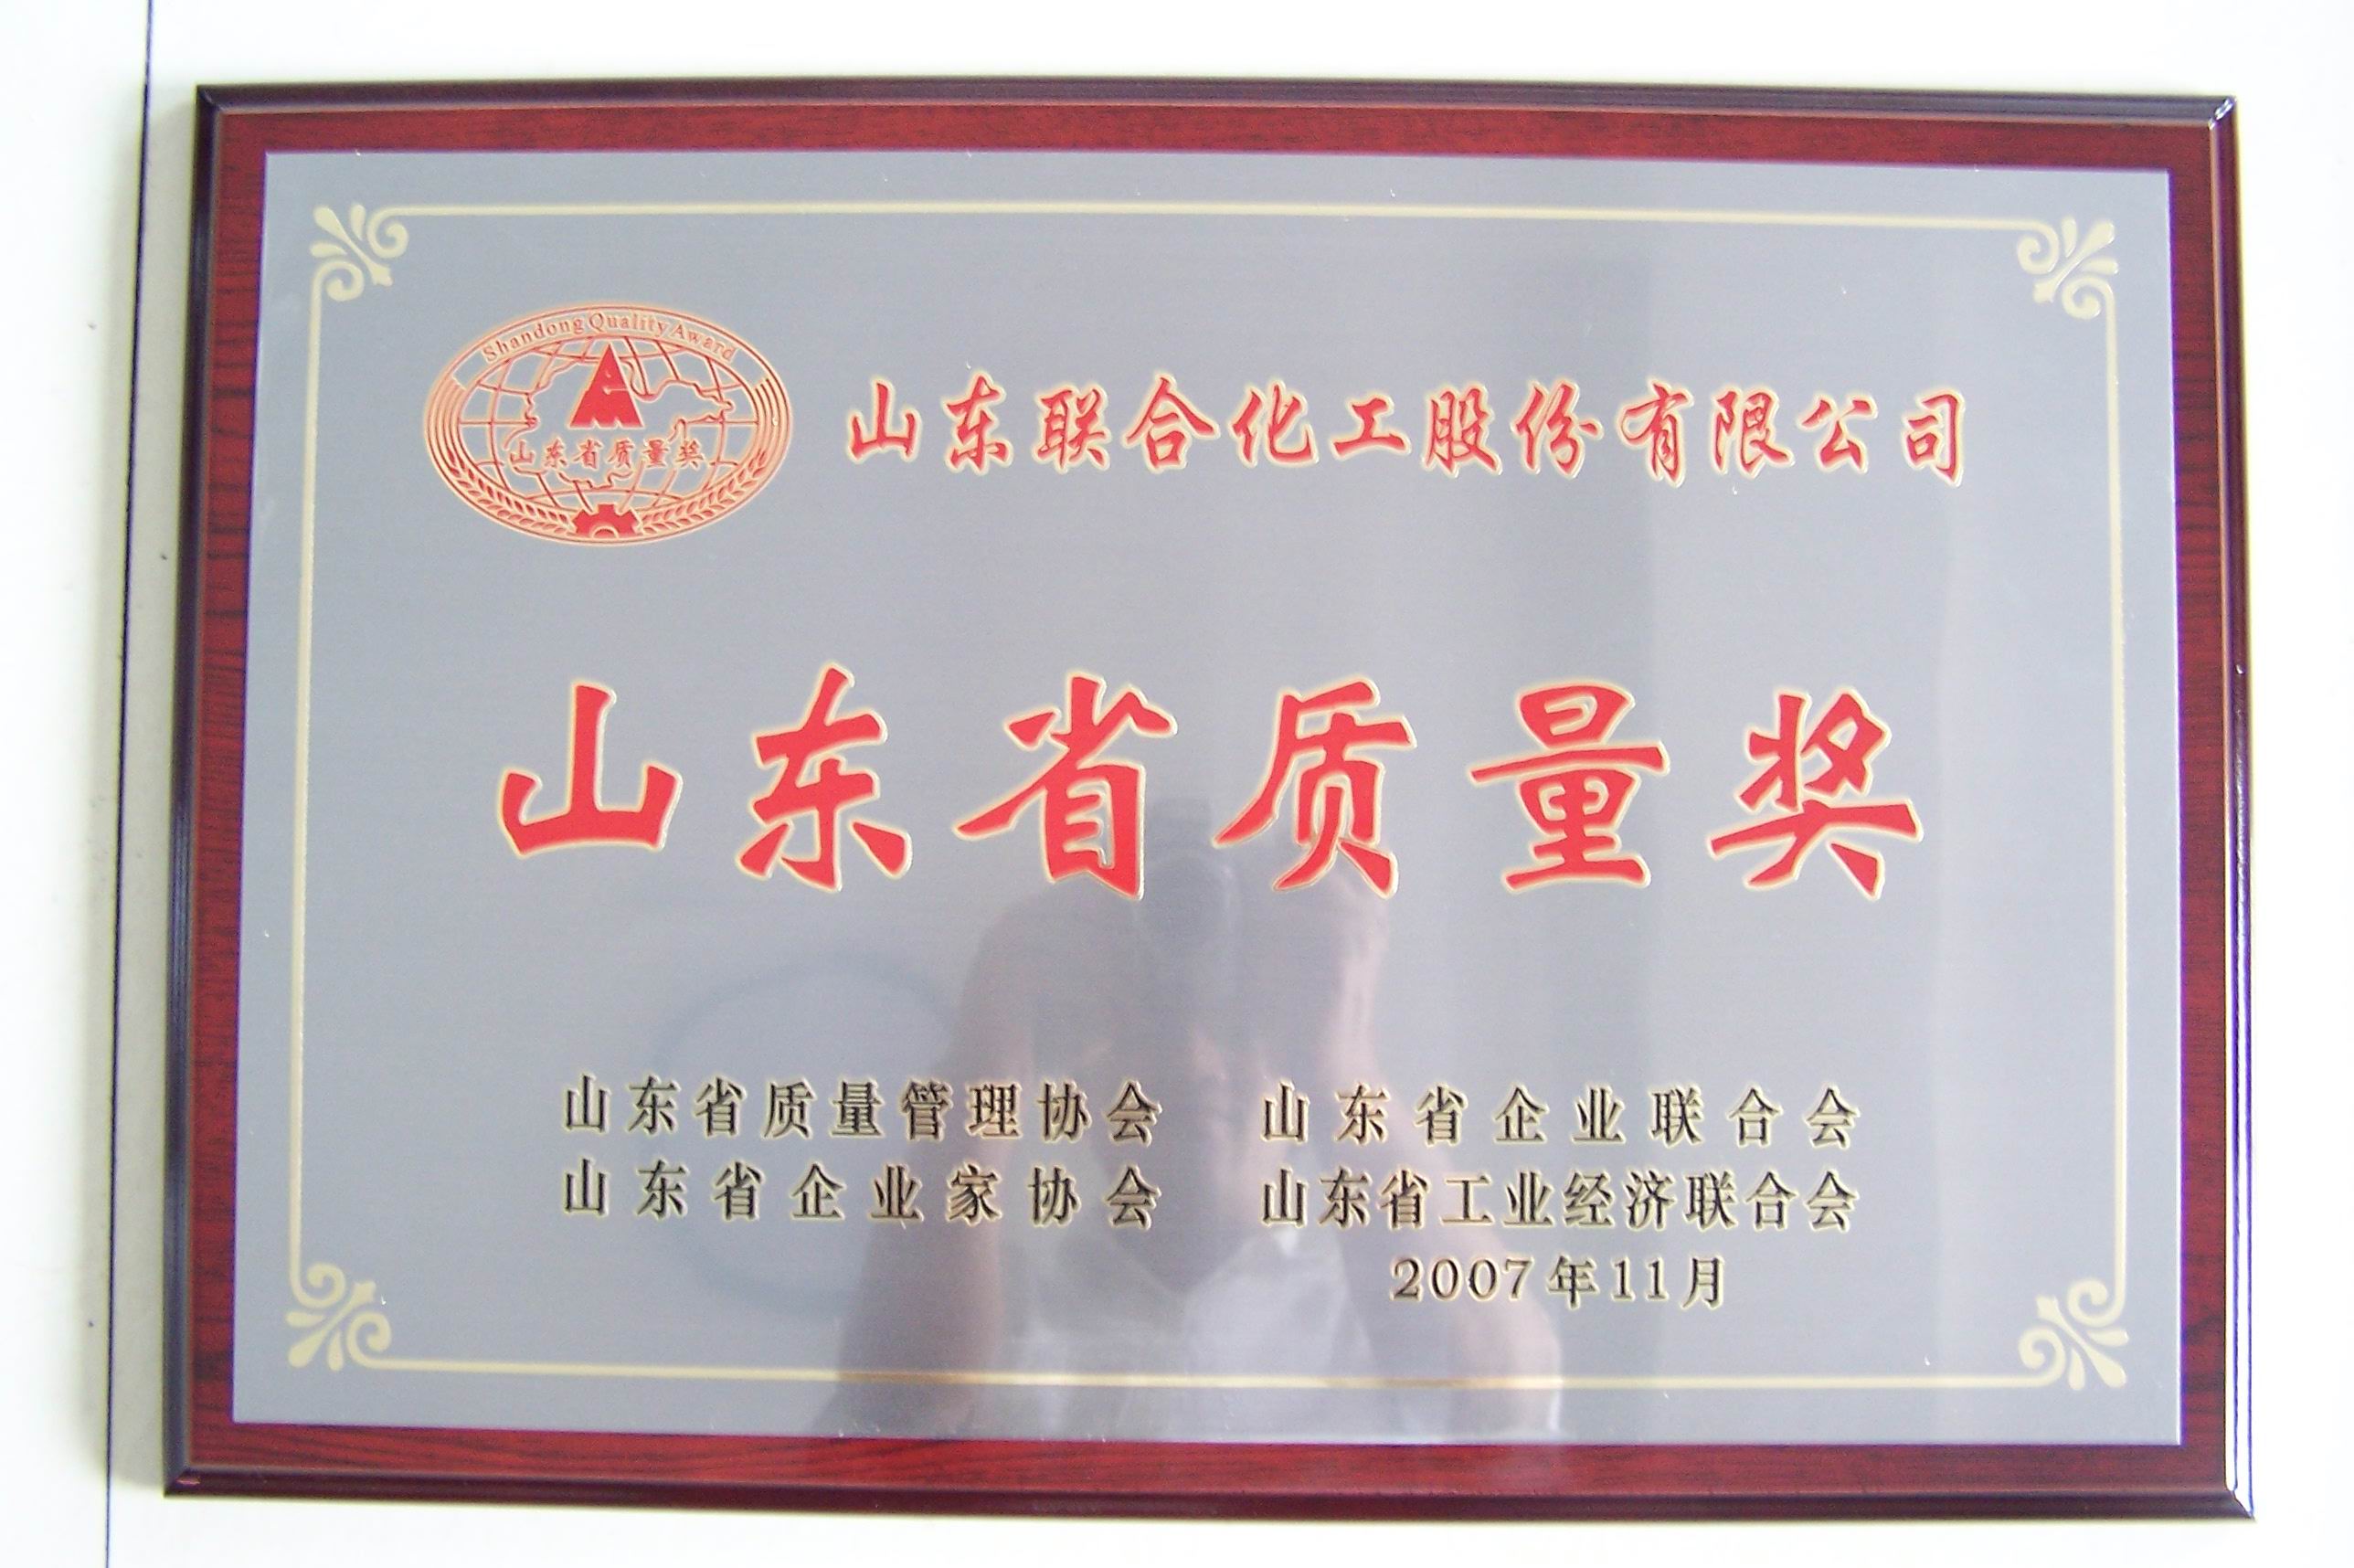 Shandong Quality Award
山东省质量奖
山东联合化工股份有限公司
山东省质量奖
山东省质量管理协会 山东省企业联合会
山东省企业家协会 山东省工业经济联合会
2007年11月